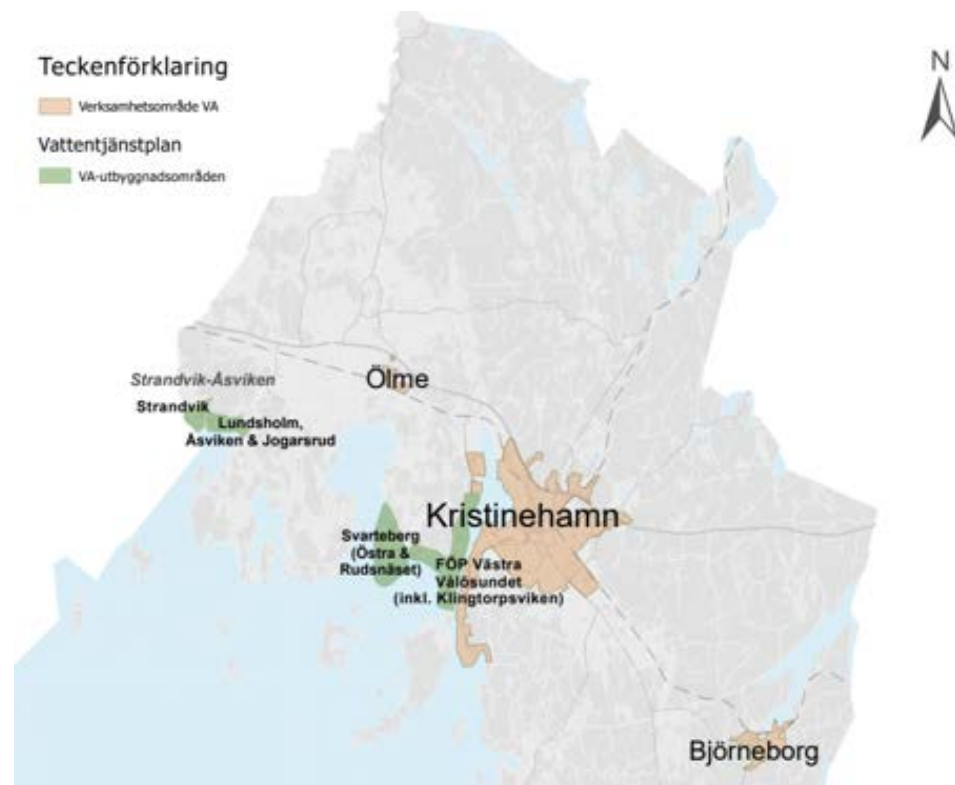 Teckenförklaring
Verksamhetsområde VA
Vattentjänstplan
VA-utbyggnadsområden
N
Ölme
Strandvik-Åsviken
Strandvik
Lundsholm,
Åsviken & Jogarsrud
Kristinehamn
Svarteberg
(Östra &
Rudsnäset)
FÖP Västra
Vålösundet
(inkl. Klingtorpsviken)
Björneborg